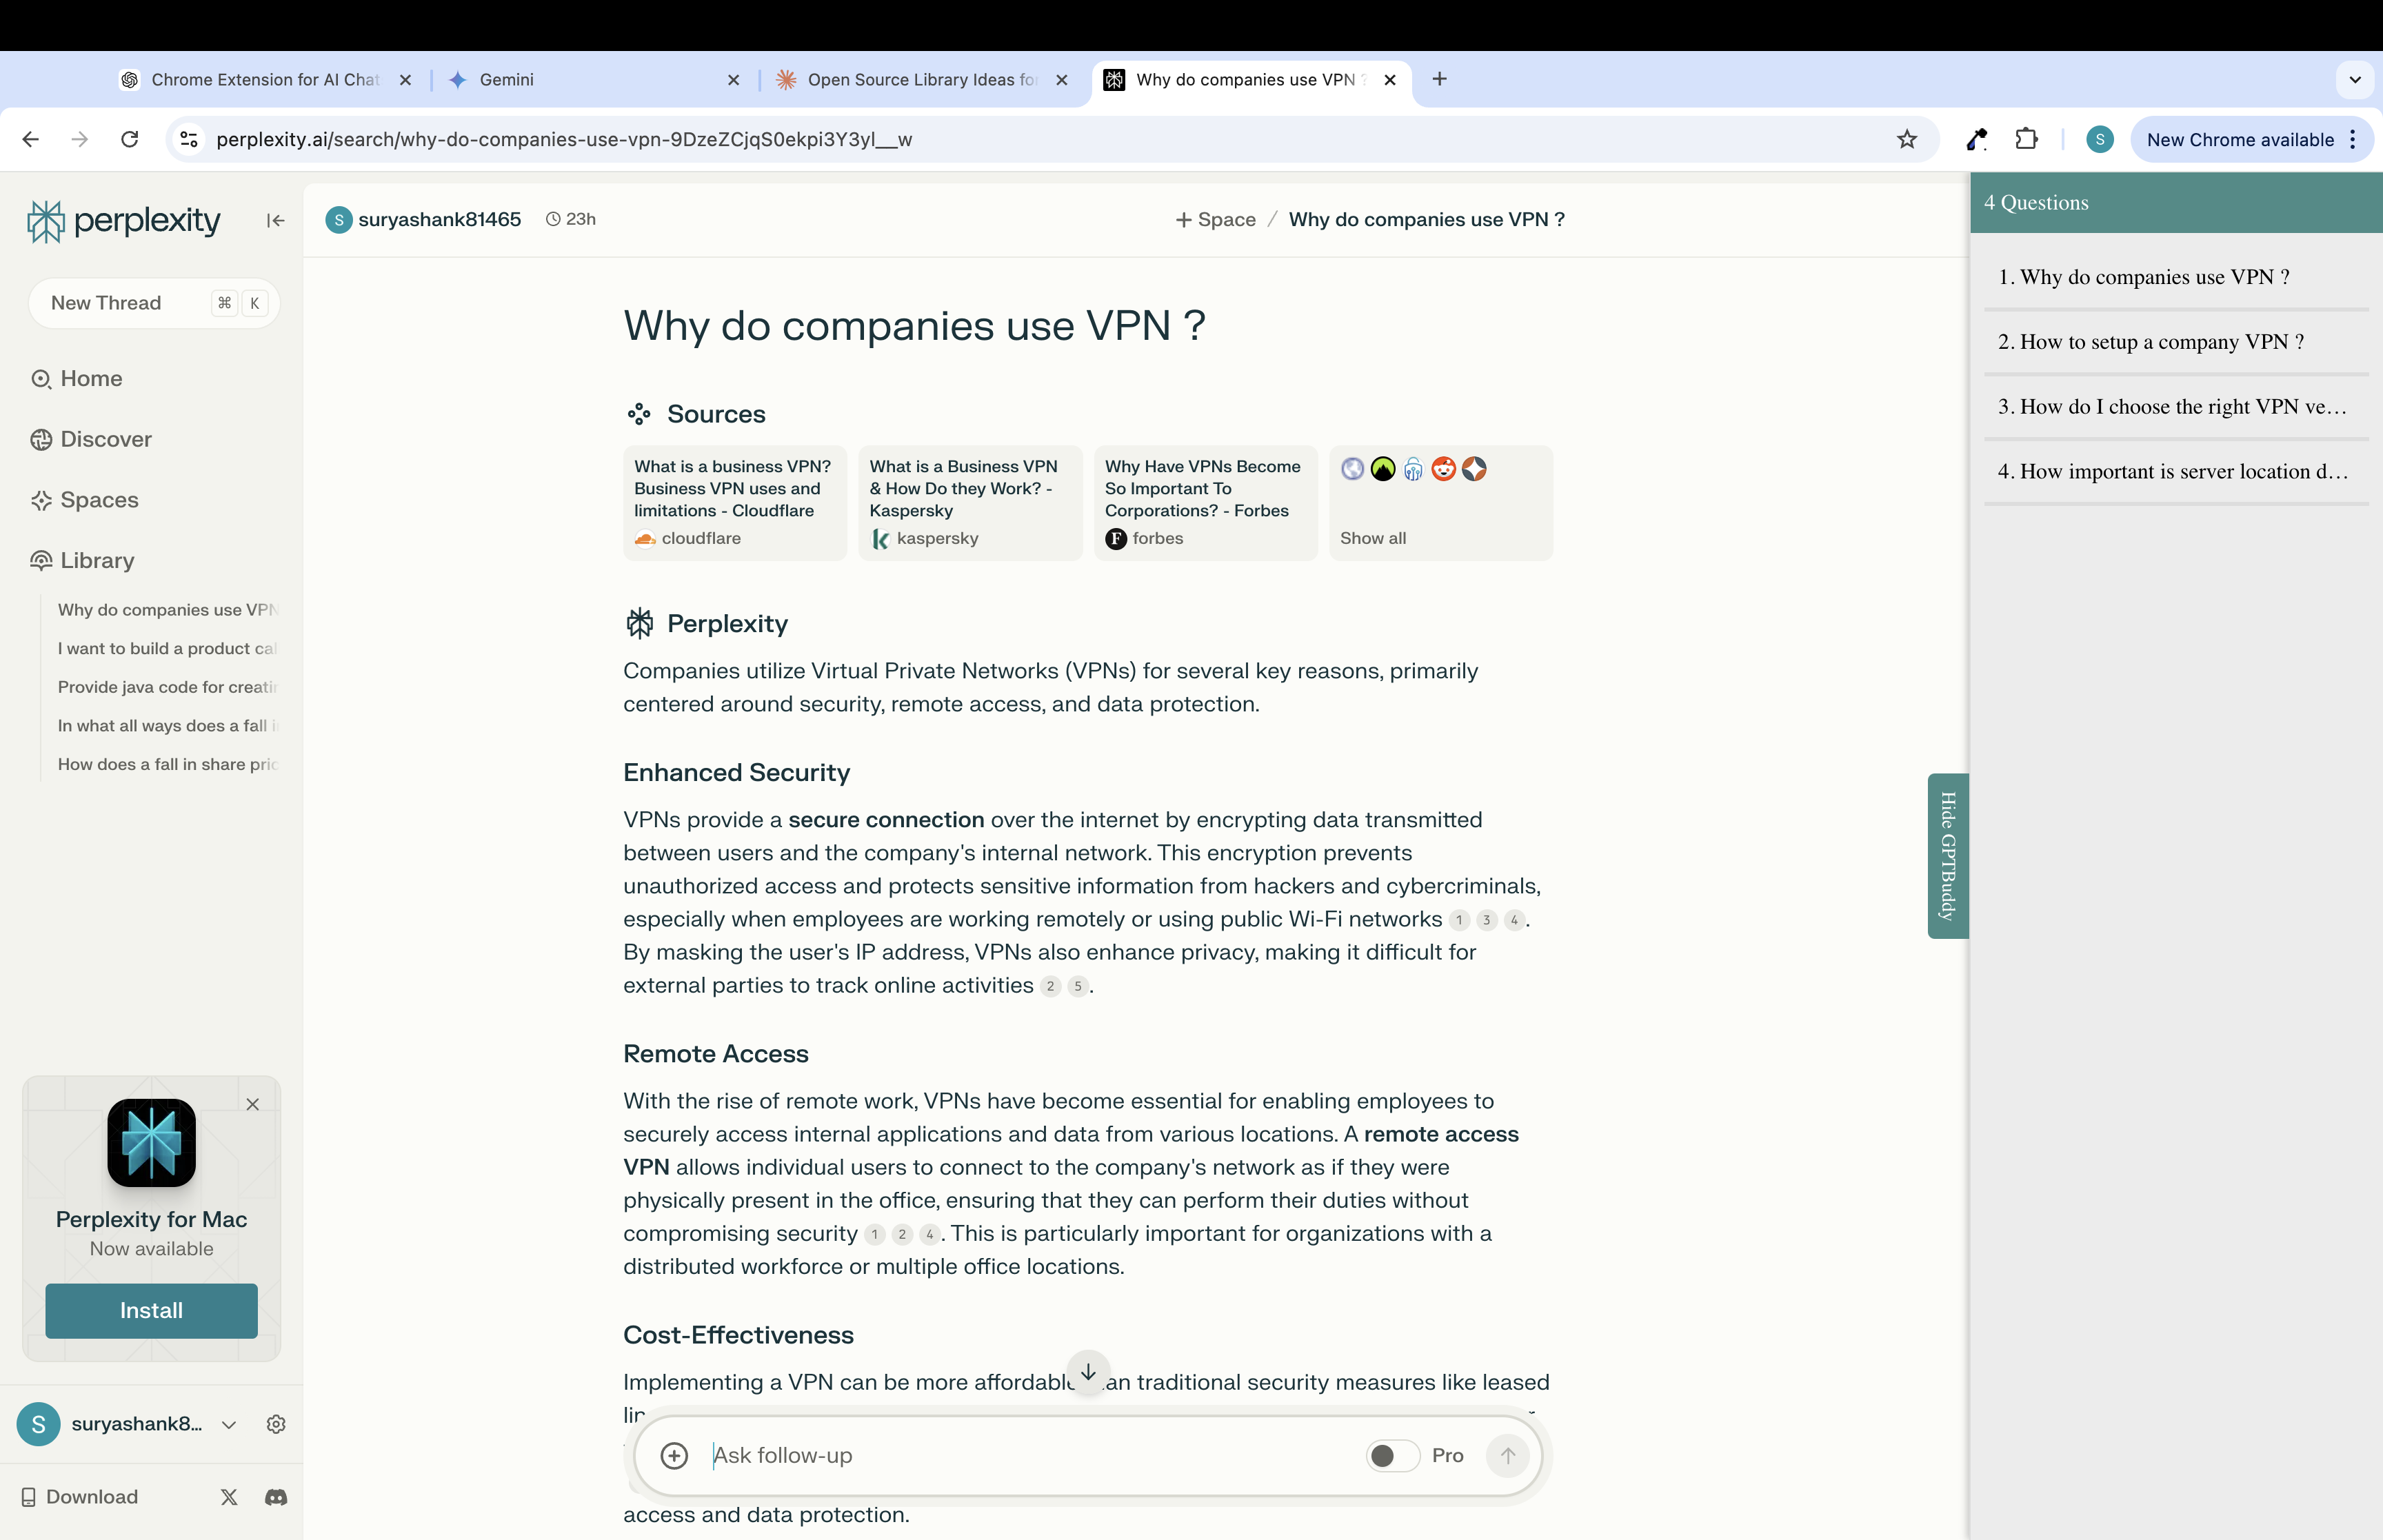 Chrome Extension for AI Chat
Gemini
Open Source Library Ideas for
Why do companies use VPN ?
perplexity.ai/search/why-do-companies-use-vpn-9DzeZCjqS0ekpi3Y3yl__w
S
New Chrome available
perplexity
New Thread
⌘ K
Home
Discover
Spaces
Library
Why do companies use VPN
I want to build a product cal
Provide java code for creatin
In what all ways does a fall in
How does a fall in share pric
Perplexity for Mac
Now available
Install
S suryashank8...
Download
S suryashank81465
23h
+ Space / Why do companies use VPN ?
Why do companies use VPN ?
Sources
What is a business VPN?
Business VPN uses and
limitations - Cloudflare
cloudflare
What is a Business VPN
& How Do they Work? -
Kaspersky
kaspersky
Why Have VPNs Become
So Important To
Corporations? - Forbes
F forbes
Show all
Perplexity
Companies utilize Virtual Private Networks (VPNs) for several key reasons, primarily
centered around security, remote access, and data protection.
Enhanced Security
VPNs provide a secure connection over the internet by encrypting data transmitted
between users and the company's internal network. This encryption prevents
unauthorized access and protects sensitive information from hackers and cybercriminals,
especially when employees are working remotely or using public Wi-Fi networks 1 3 4.
By masking the user's IP address, VPNs also enhance privacy, making it difficult for
external parties to track online activities 2 5.
Remote Access
With the rise of remote work, VPNs have become essential for enabling employees to
securely access internal applications and data from various locations. A remote access
VPN allows individual users to connect to the company's network as if they were
physically present in the office, ensuring that they can perform their duties without
compromising security 1 2 4. This is particularly important for organizations with a
distributed workforce or multiple office locations.
Cost-Effectiveness
Implementing a VPN can be more affordable an traditional security measures like leased
Ask follow-up
Pro
access and data protection.
Hide GPTBuddy
4 Questions
1. Why do companies use VPN ?
2. How to setup a company VPN ?
3. How do I choose the right VPN ve...
4. How important is server location d...